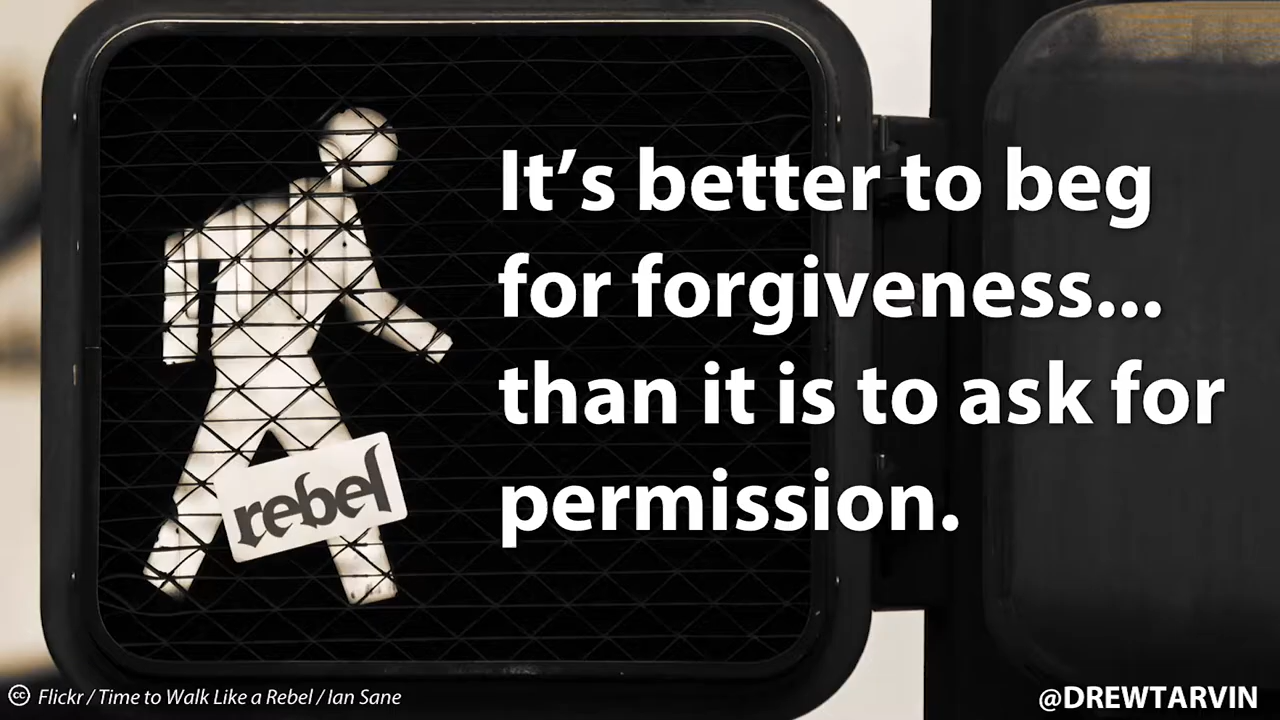 It’s better to beg
for forgiveness...
than it is to ask for
permission.
rebel
cc Flickr / Time to Walk Like a Rebel / Ian Sane
@DREWTARVIN